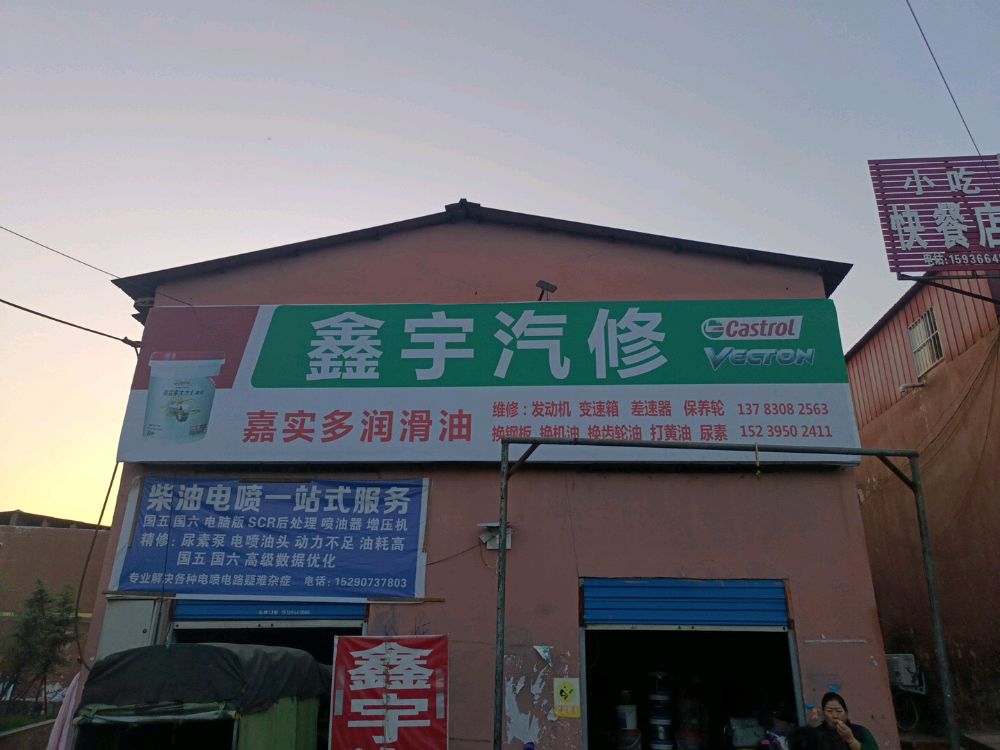 小吃
快餐店
电话:1593664
鑫宇汽修
Castrol
VECTON
嘉实多润滑油
维修：发动机 变速箱 差速器 保养轮 137 8308 2563
换钢板 换机油 换齿轮油 打黄油 尿素 152 3950 2411
柴油电喷一站式服务
国五国六 电脑版 SCR后处理 喷油器 增压机
精修：尿素泵 电喷油头 动力不足 油耗高
国五 国六 高级数据优化
专业解决各种电喷电路疑难杂症 电话：15290737803
鑫
宇